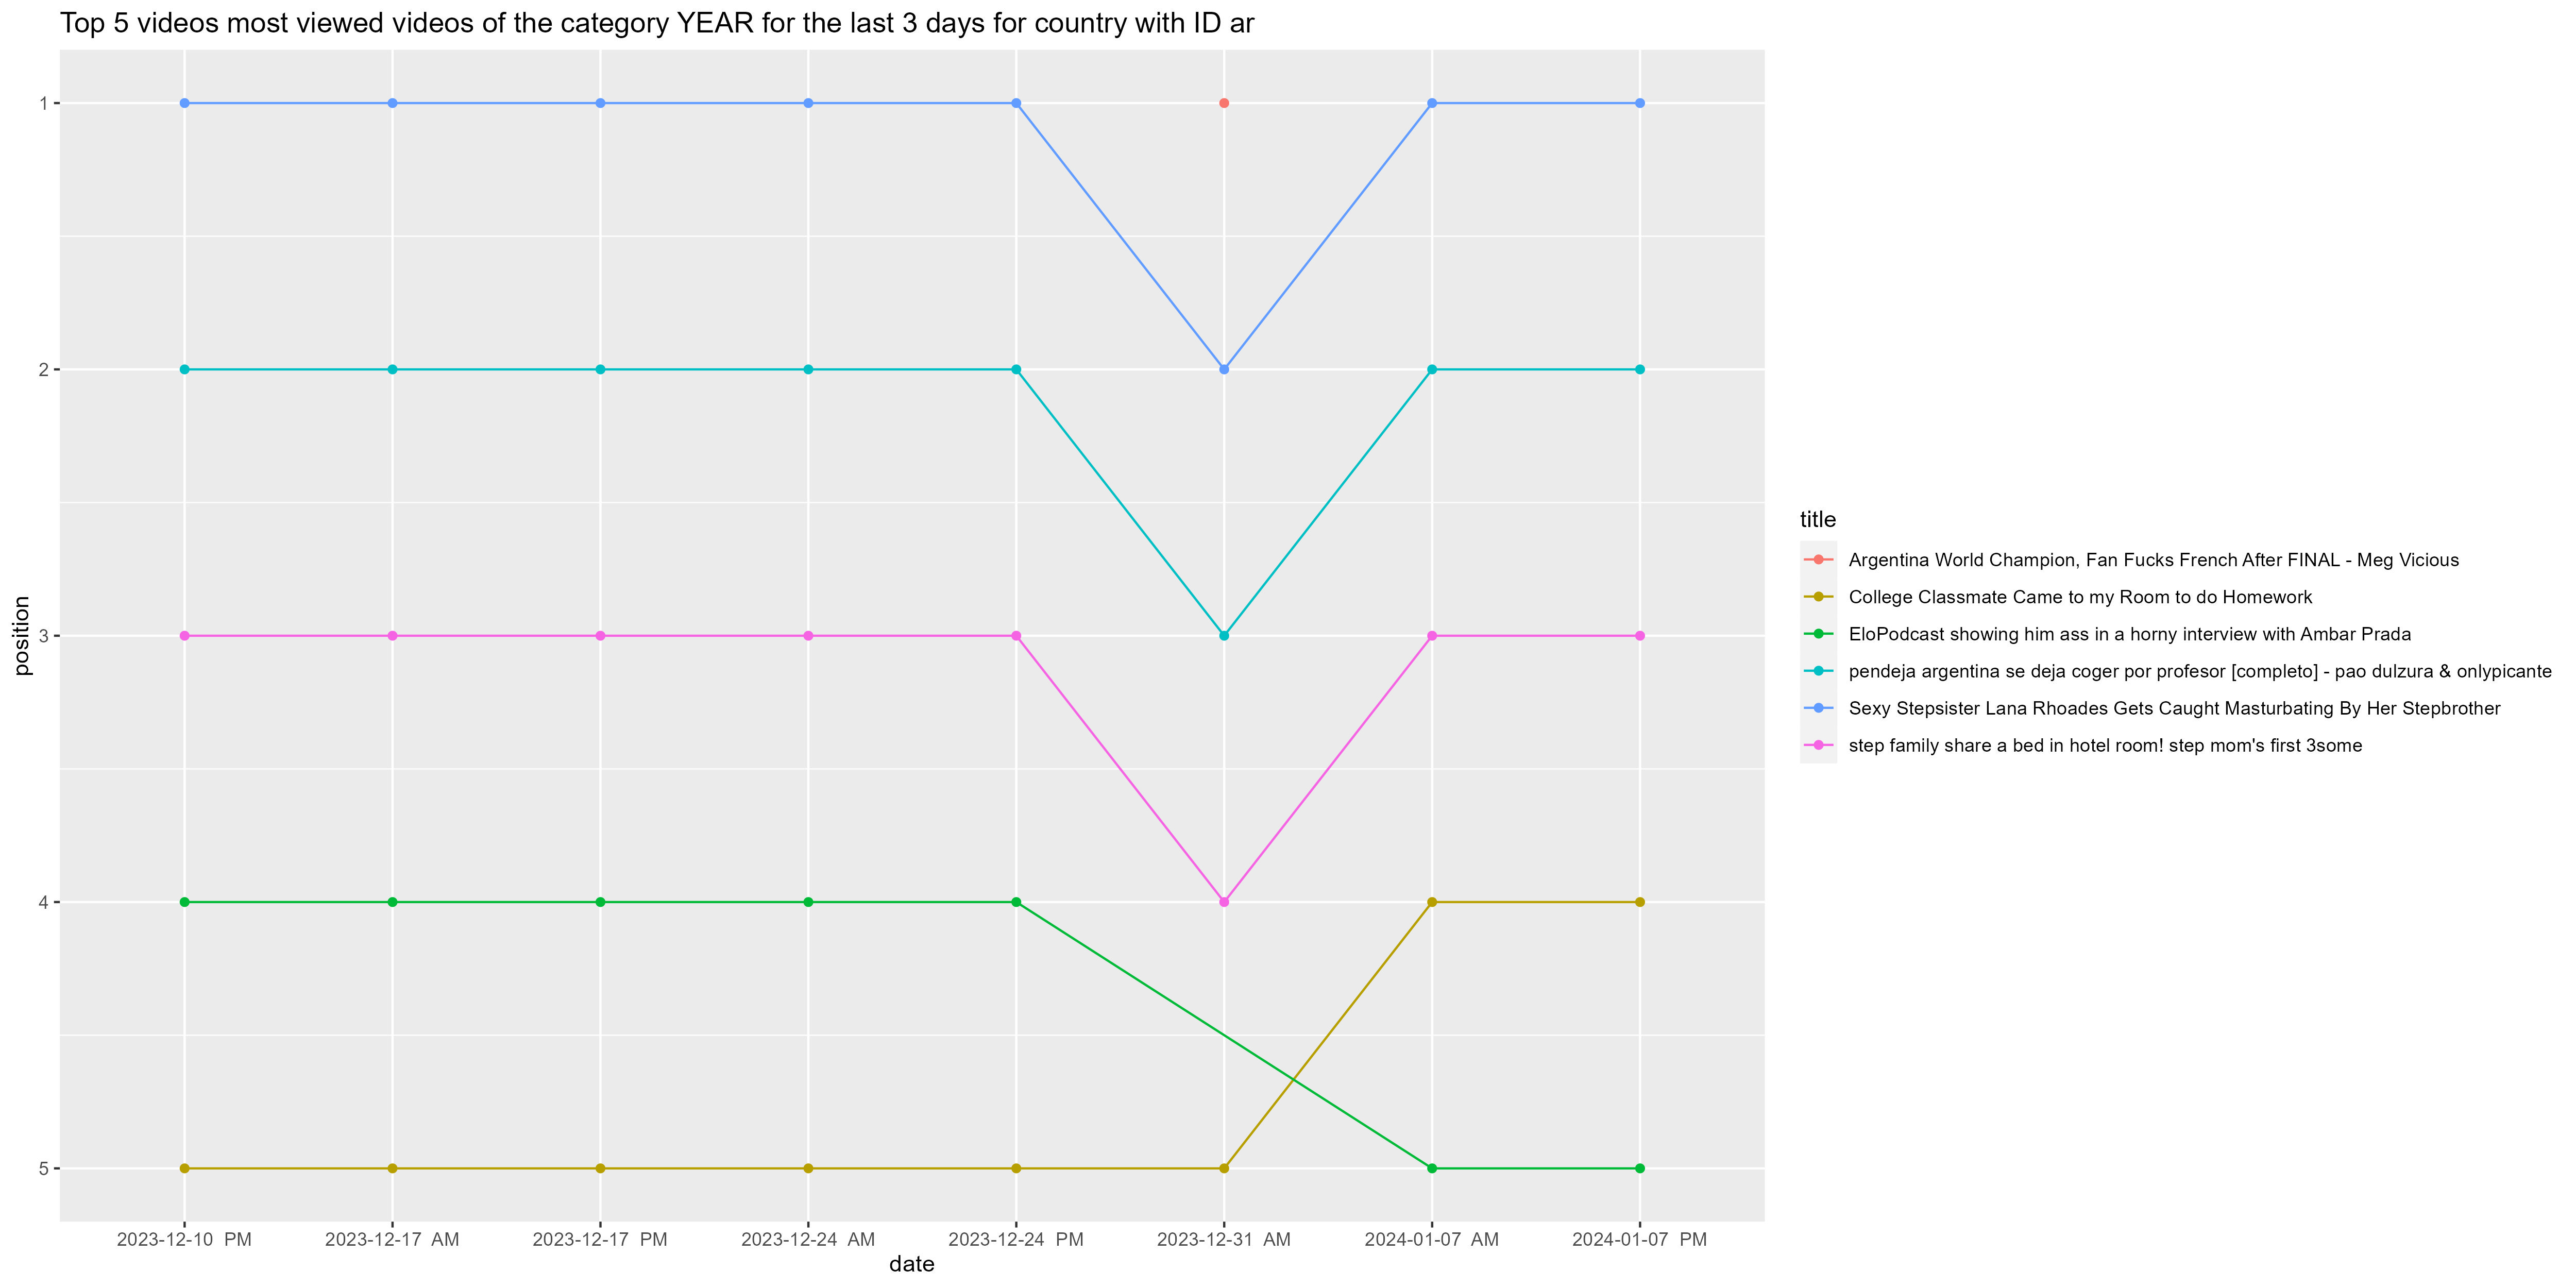 Top 5 videos most viewed videos of the category YEAR for the last 3 days for country with ID ar
position
1
2
3
4
5
2023-12-10 PM
2023-12-17 AM
2023-12-17 PM
2023-12-24 AM
2023-12-24 PM
2023-12-31 AM
2024-01-07 AM
2024-01-07 PM
date
title
Argentina World Champion, Fan Fucks French After FINAL - Meg Vicious
College Classmate Came to my Room to do Homework
EloPodcast showing him ass in a horny interview with Ambar Prada
pendeja argentina se deja coger por profesor [completo] - pao dulzura & onlypicante
Sexy Stepsister Lana Rhoades Gets Caught Masturbating By Her Stepbrother
step family share a bed in hotel room! step mom's first 3some